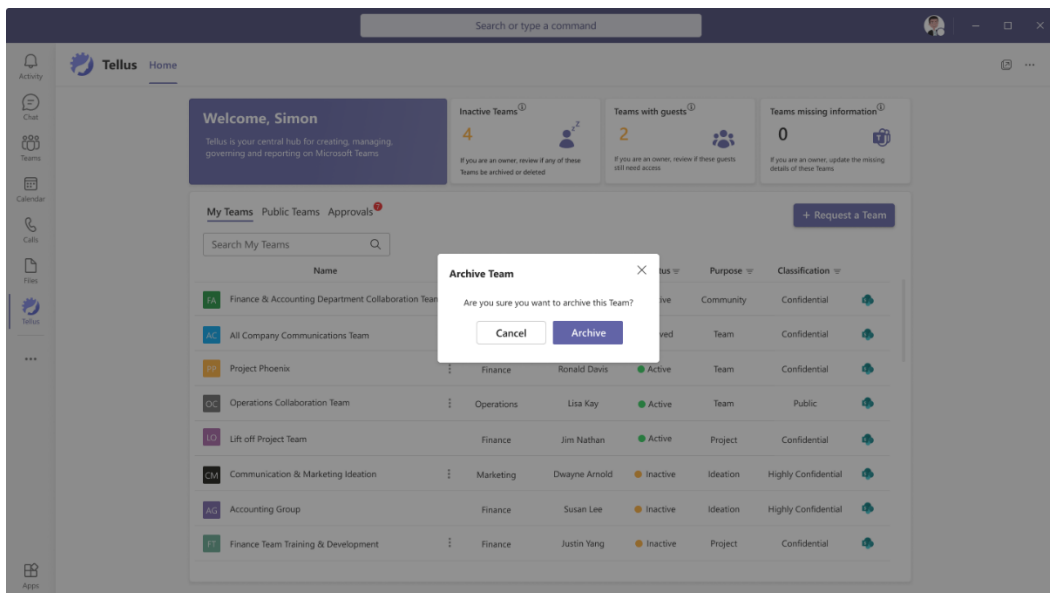 Search or type a command
Activity
Chat
Teams
Calendar
Calls
Files
Tellus
Apps
Tellus Home
Welcome, Simon
Tellus is your central hub for creating, managing,
governing and reporting on Microsoft Teams
Inactive Teams
4
If you are an owner, review if any of these
Teams be archived or deleted
Teams with guests
2
If you are an owner, review if these guests
still need access
Teams missing information
0
If you are an owner, update the missing
details of these Teams
My Teams Public Teams Approvals 7
+ Request a Team
Search My Teams
Name tus Purpose Classification
FA Finance & Accounting Department Collaboration Tean ive Community Confidential
AC All Company Communications Team ved Team Confidential
PP Project Phoenix Finance Ronald Davis Active Team Confidential
OC Operations Collaboration Team Operations Lisa Kay Active Team Public
LO Lift off Project Team Finance Jim Nathan Active Project Confidential
CM Communication & Marketing Ideation Marketing Dwayne Arnold Inactive Ideation Highly Confidential
AG Accounting Group Finance Susan Lee Inactive Ideation Highly Confidential
FT Finance Team Training & Development Finance Justin Yang Inactive Project Confidential
Archive Team
Are you sure you want to archive this Team?
Cancel Archive